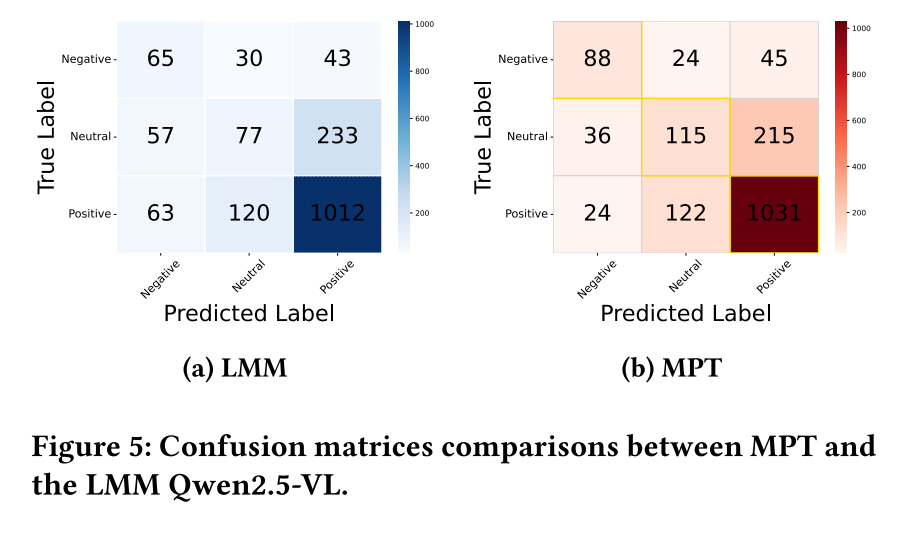 Negative 65 30 43
Neutral 57 77 233
Positive 63 120 1012
True Label
Negative Neutral Positive
Predicted Label
1000
800
600
400
200
(a) LMM
Negative 88 24 45
Neutral 36 115 215
Positive 24 122 1031
True Label
Negative Neutral Positive
Predicted Label
1000
800
600
400
200
(b) MPT
Figure 5: Confusion matrices comparisons between MPT and
the LMM Qwen2.5-VL.